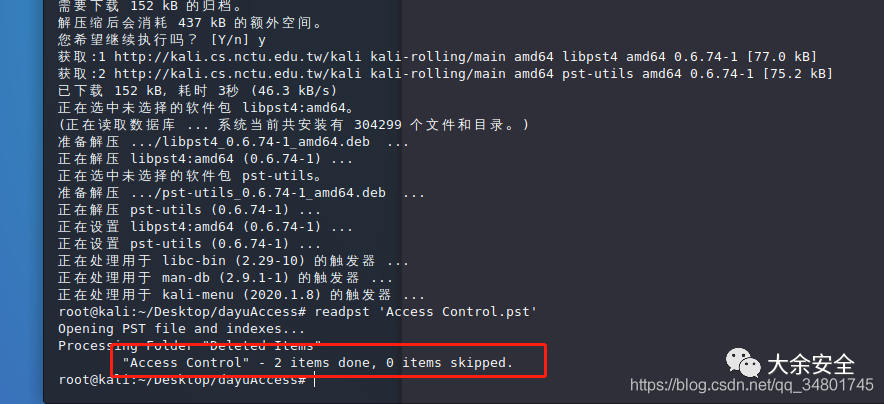 需要下载 152 kB 的归档。
解压缩后会消耗 437 kB 的额外空间。
您希望继续执行吗？ [Y/n] y
获取:1 http://kali.cs.nctu.edu.tw/kali kali-rolling/main amd64 libpst4 amd64 0.6.74-1 [77.0 kB]
获取:2 http://kali.cs.nctu.edu.tw/kali kali-rolling/main amd64 pst-utils amd64 0.6.74-1 [75.2 kB]
已下载 152 kB, 耗时 3秒 (46.3 kB/s)
正在选中未选择的软件包 libpst4:amd64。
(正在读取数据库 ... 系统当前共安装有 304299 个文件和目录。)
准备解压 .../libpst4_0.6.74-1_amd64.deb  ...
正在解压 libpst4:amd64 (0.6.74-1) ...
正在选中未选择的软件包 pst-utils。
准备解压 .../pst-utils_0.6.74-1_amd64.deb  ...
正在解压 pst-utils (0.6.74-1) ...
正在设置 libpst4:amd64 (0.6.74-1) ...
正在设置 pst-utils (0.6.74-1) ...
正在处理用于 libc-bin (2.29-10) 的触发器 ...
正在处理用于 man-db (2.9.1-1) 的触发器 ...
正在处理用于 kali-menu (2020.1.8) 的触发器 ...
root@kali:~/Desktop/dayuAccess# readpst 'Access Control.pst'
Opening PST file and indexes...
Processing Folder "Deleted Items"
"Access Control" - 2 items done, 0 items skipped.
root@kali:~/Desktop/dayuAccess#
大余安全
https://blog.csdn.net/qq_34801745